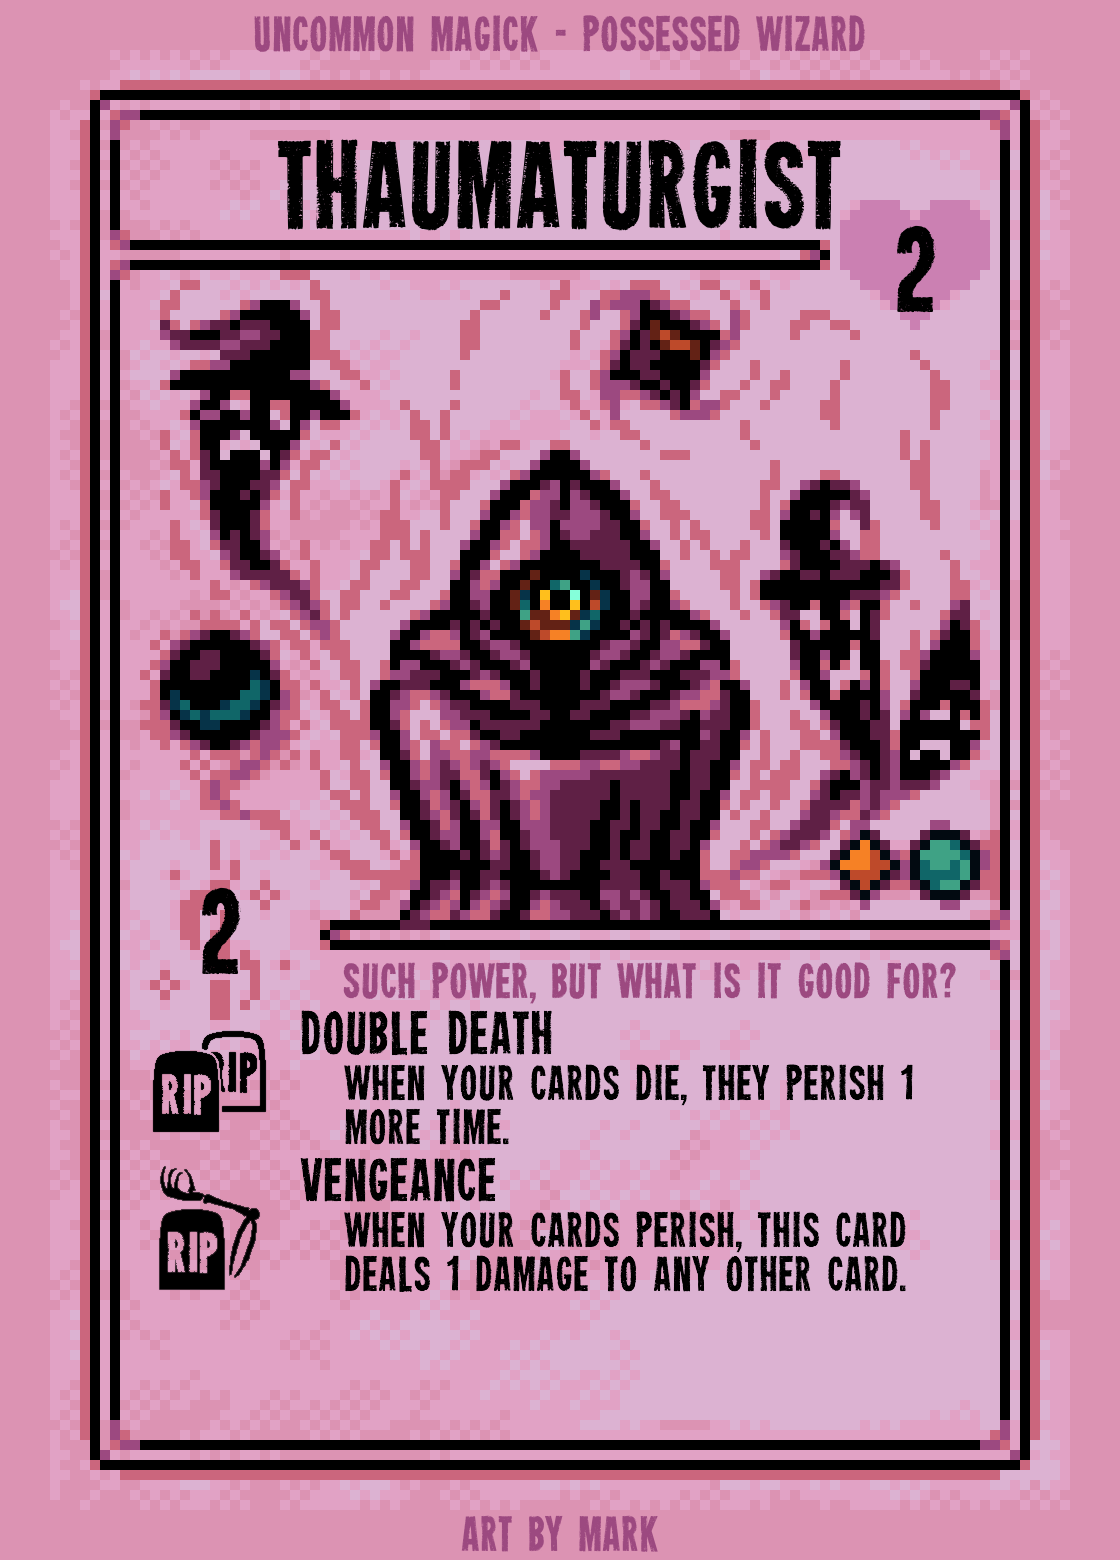 UNCOMMON MAGICK - POSSESSED WIZARD
THAUMATURGIST
2
2
SUCH POWER, BUT WHAT IS IT GOOD FOR?
DOUBLE DEATH
RIP
RIP
WHEN YOUR CARDS DIE, THEY PERISH 1
MORE TIME.
VENGEANCE
RIP
WHEN YOUR CARDS PERISH, THIS CARD
DEALS 1 DAMAGE TO ANY OTHER CARD.
ART BY MARK